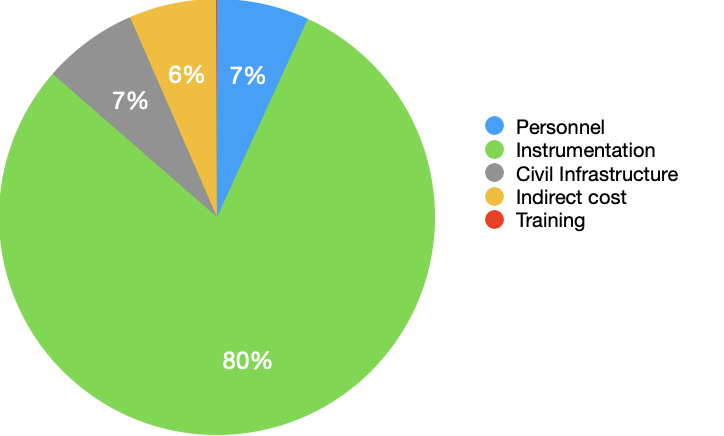 6%
7%
7%
80%
Personnel
Instrumentation
Civil Infrastructure
Indirect cost
Training